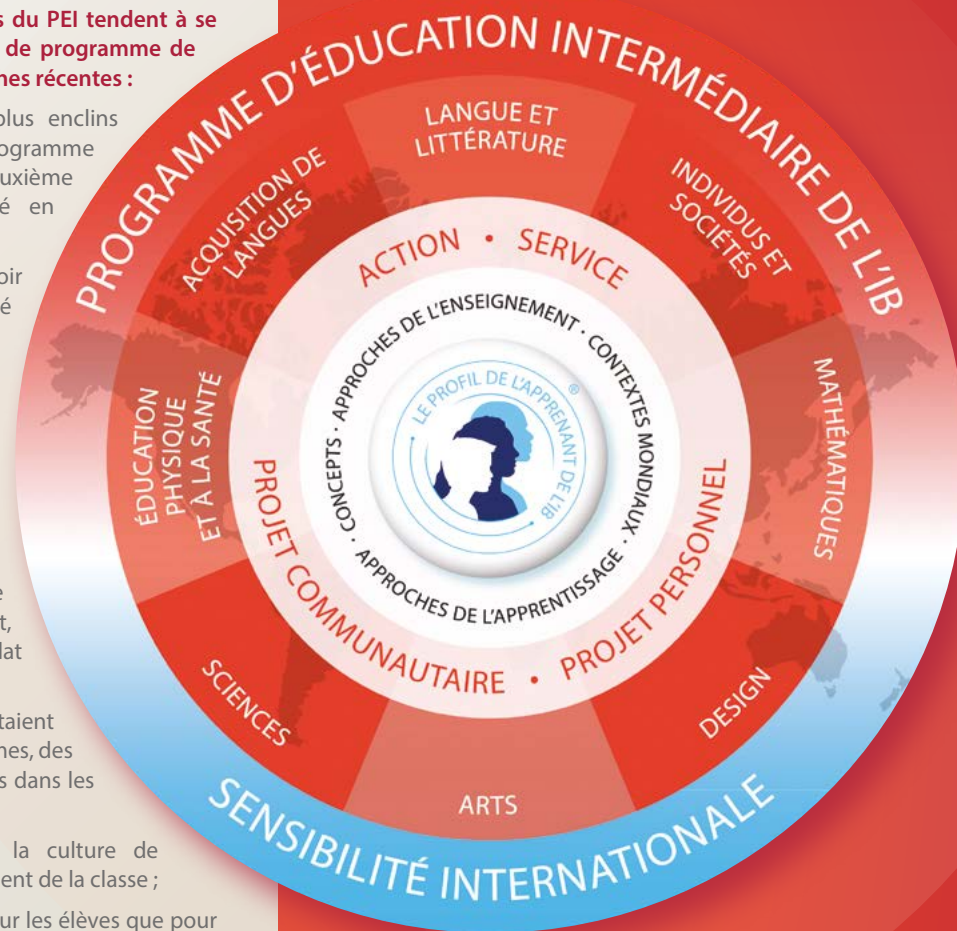 s du PEI tendent à se
de programme de
nes récentes :
plus enclins
ogramme
uxième
é en
oir
é
e
t,
lat
taient
nes, des
s dans les
la culture de
ent de la classe ;
ur les élèves que pour
PROGRAMME D'ÉDUCATION INTERMÉDIAIRE DE L'IB
LANGUE ET
LITTÉRATURE
INDIVIDUS ET
SOCIÉTÉS
MATHÉMATIQUES
DESIGN
ARTS
SCIENCES
ÉDUCATION
PHYSIQUE
ET À LA SANTÉ
ACQUISITION DE
LANGUES
ACTION • SERVICE
PROJET COMMUNAUTAIRE • PROJET PERSONNEL
APPROCHES DE L'ENSEIGNEMENT · CONTEXTES MONDIAUX · APPROCHES DE L'APPRENTISSAGE · CONCEPTS ·
LE PROFIL DE L'APPRENANT DE L'IB ®
SENSIBILITÉ INTERNATIONALE